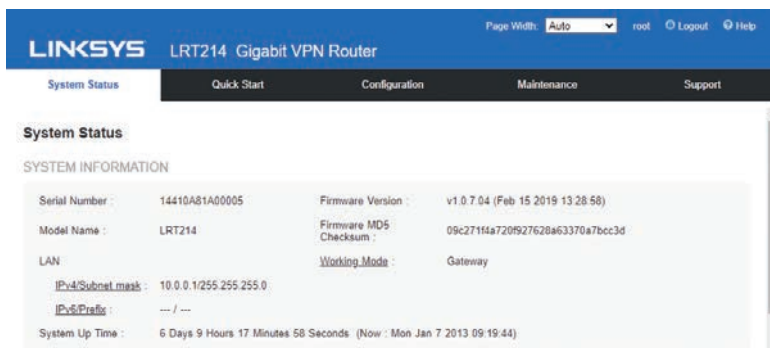 Page Width: Auto root Logout Help
LINKSYS LRT214 Gigabit VPN Router
System Status Quick Start Configuration Maintenance Support
System Status
SYSTEM INFORMATION
Serial Number : 14410A81A00005 Firmware Version : v1.0.7.04 (Feb 15 2019 13:28:58)
Model Name : LRT214 Firmware MD5 Checksum : 09c271f4a720f927628a63370a7bcc3d
LAN Working Mode : Gateway
IPv4/Subnet mask : 10.0.0.1/255.255.255.0
IPv6/Prefix : --- / ---
System Up Time : 6 Days 9 Hours 17 Minutes 58 Seconds (Now : Mon Jan 7 2013 09:19:44)